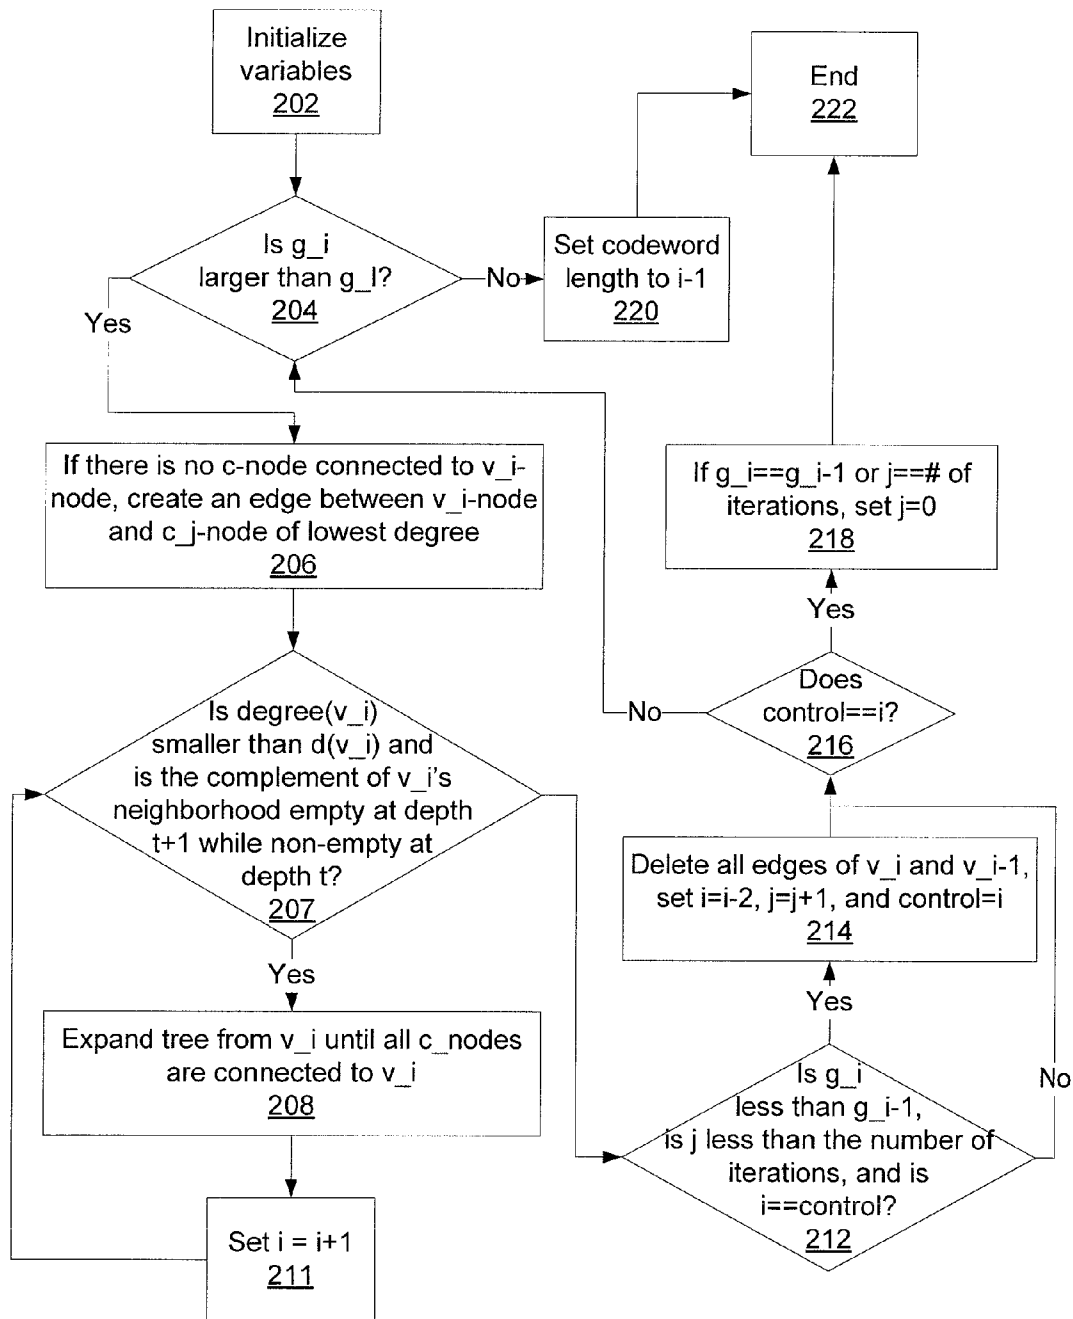 Initialize
variables
202
End
222
Is g_i
larger than g_l?
204
No
Set codeword
length to i-1
220
Yes
If there is no c-node connected to v_i-
node, create an edge between v_i-node
and c_j-node of lowest degree
206
If g_i==g_i-1 or j==# of
iterations, set j=0
218
Yes
Does
control==i?
216
No
Is degree(v_i)
smaller than d(v_i) and
is the complement of v_i's
neighborhood empty at depth
t+1 while non-empty at
depth t?
207
Delete all edges of v_i and v_i-1,
set i=i-2, j=j+1, and control=i
214
Yes
Yes
Expand tree from v_i until all c_nodes
are connected to v_i
208
Is g_i
less than g_i-1,
is j less than the number of
iterations, and is
i==control?
212
No
Set i = i+1
211